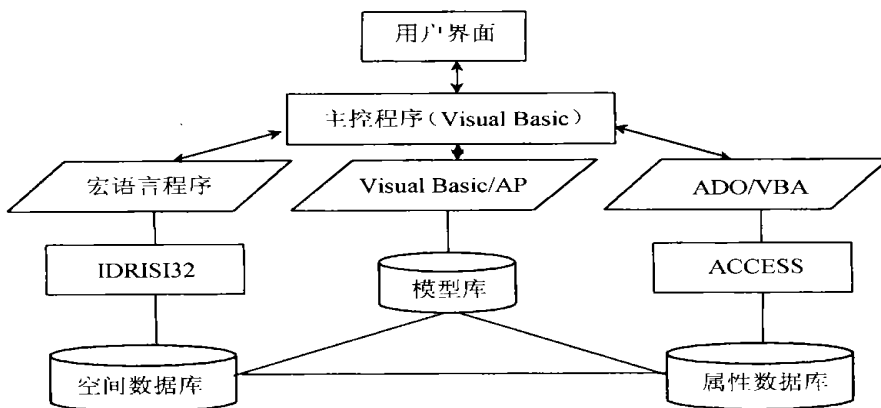 用户界面
主控程序（Visual Basic）
宏语言程序
Visual Basic/AP
ADO/VBA
IDRISI32
模型库
ACCESS
空间数据库
属性数据库